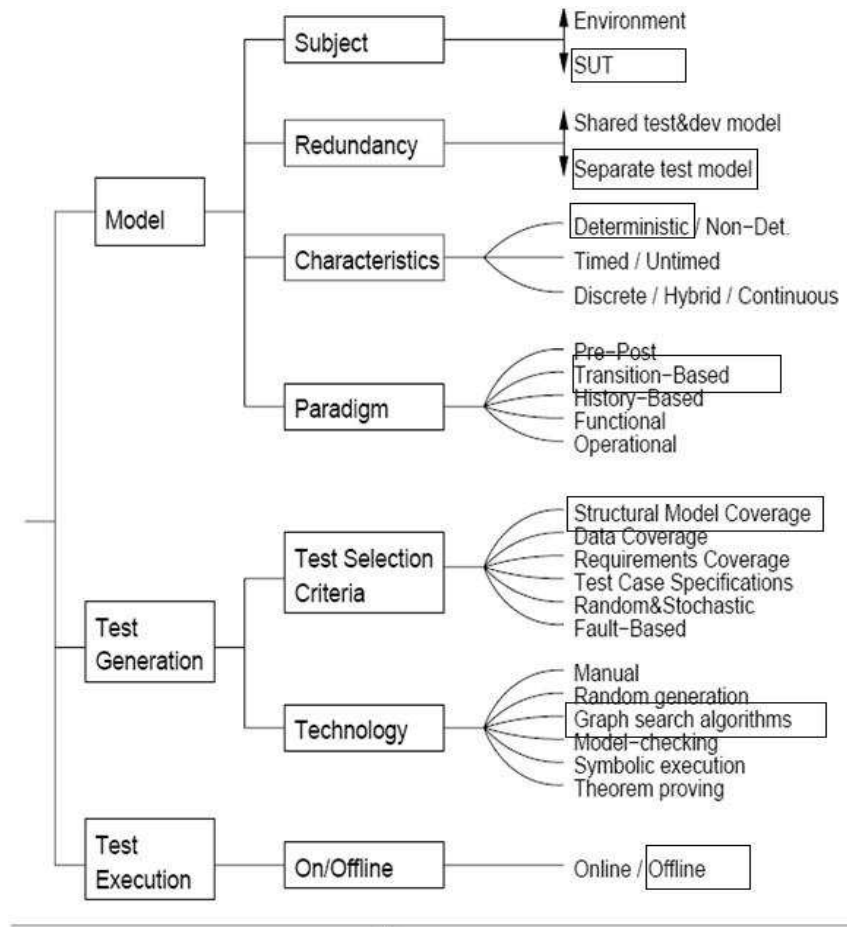 Subject
Environment
SUT
Redundancy
Shared test&dev model
Separate test model
Model
Characteristics
Deterministic / Non-Det.
Timed / Untimed
Discrete / Hybrid / Continuous
Paradigm
Pre-Post
Transition-Based
History-Based
Functional
Operational
Test
Generation
Test Selection
Criteria
Structural Model Coverage
Data Coverage
Requirements Coverage
Test Case Specifications
Random&Stochastic
Fault-Based
Technology
Manual
Random generation
Graph search algorithms
Model-checking
Symbolic execution
Theorem proving
Test
Execution
On/Offline
Online / Offline